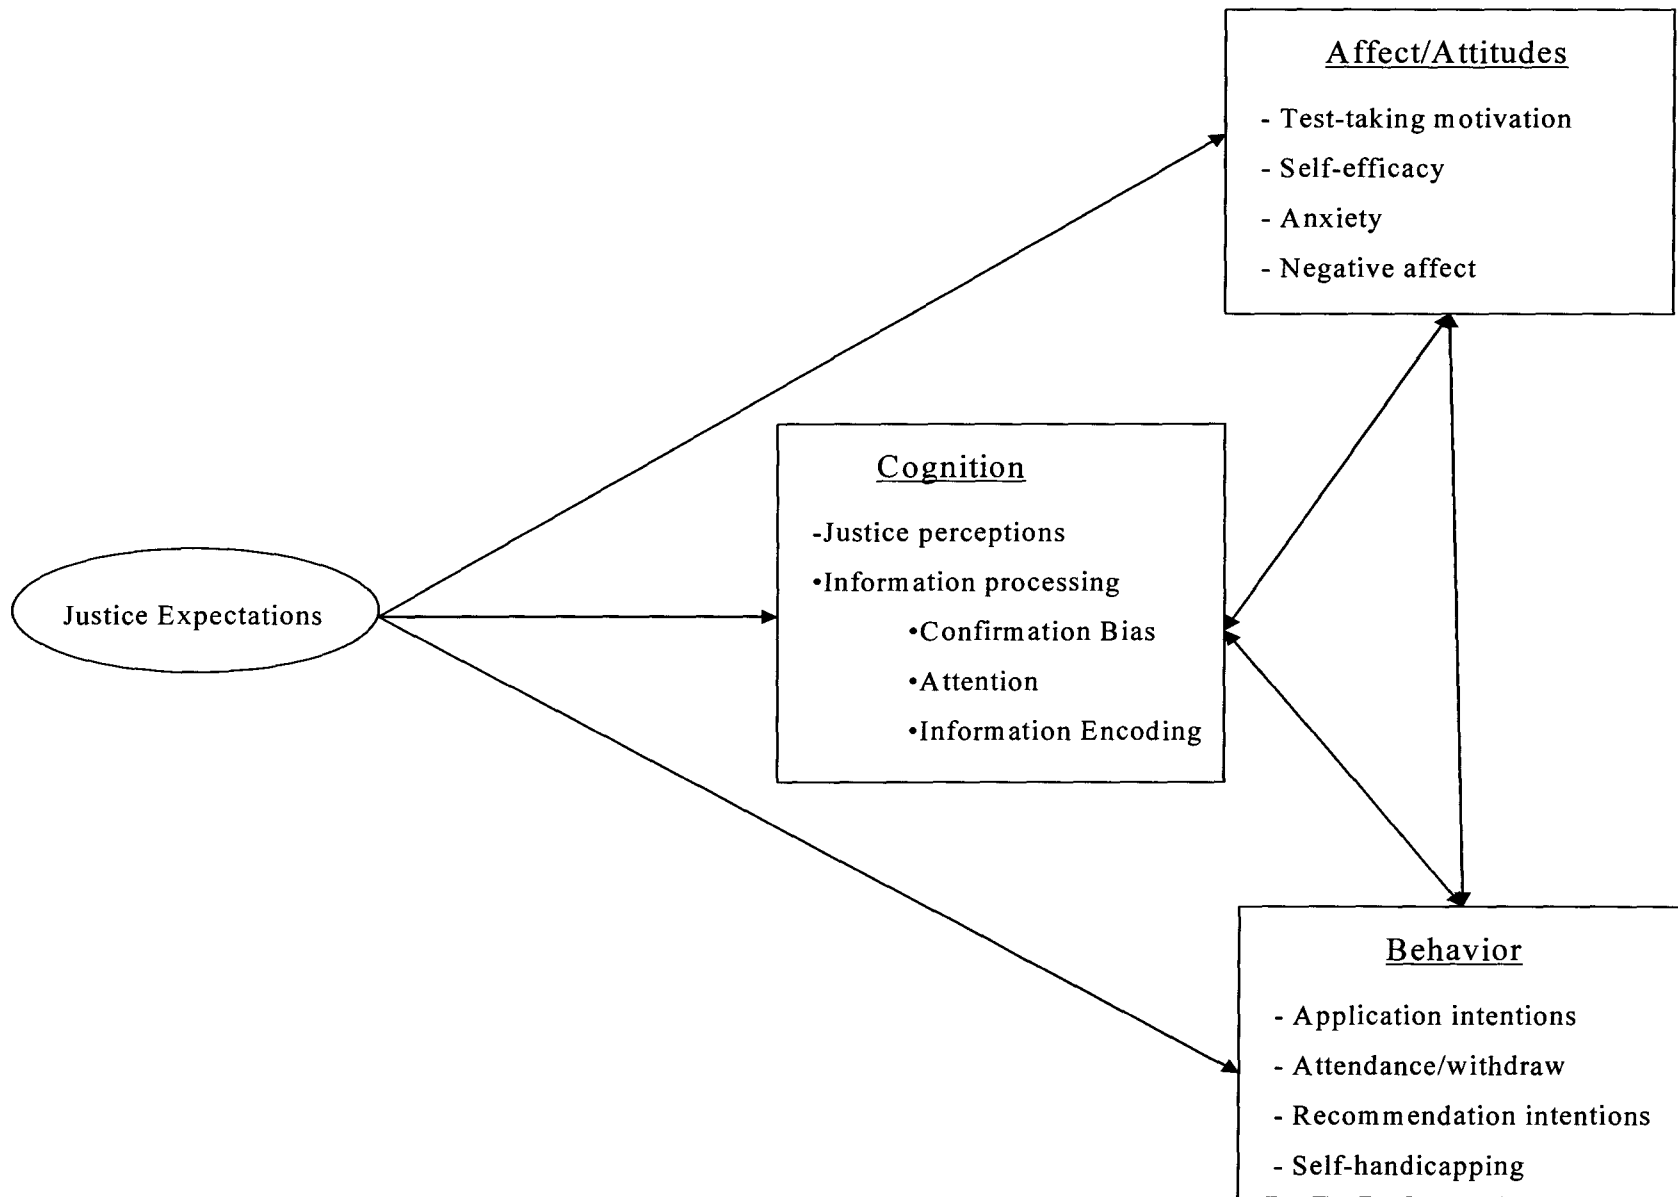 Affect/Attitudes
- Test-taking motivation
- Self-efficacy
- Anxiety
- Negative affect
Cognition
-Justice perceptions
•Information processing
•Confirmation Bias
•Attention
•Information Encoding
Justice Expectations
Behavior
- Application intentions
- Attendance/withdraw
- Recommendation intentions
- Self-handicapping